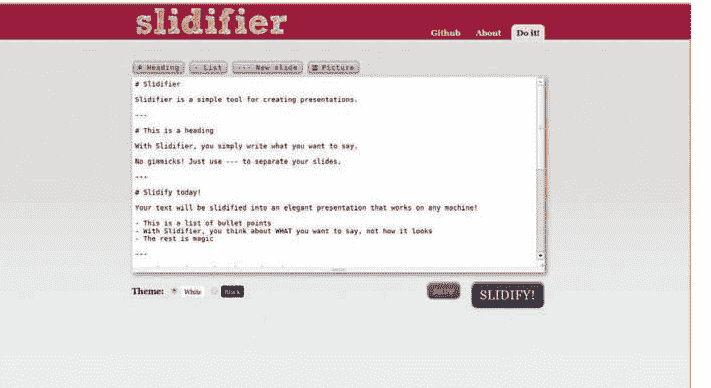 slidifier
Github About Do it!
# Heading - List --- New slide Picture
# Slidifier
Slidifier is a simple tool for creating presentations.
---
# This is a heading
With Slidifier, you simply write what you want to say.
No gimmicks! Just use --- to separate your slides.
---
# Slidify today!
Your text will be slidified into an elegant presentation that works on any machine!
- This is a list of bullet points
- With Slidifier, you think about WHAT you want to say, not how it looks
- The rest is magic
---
Theme: White Black
SLIDIFY!